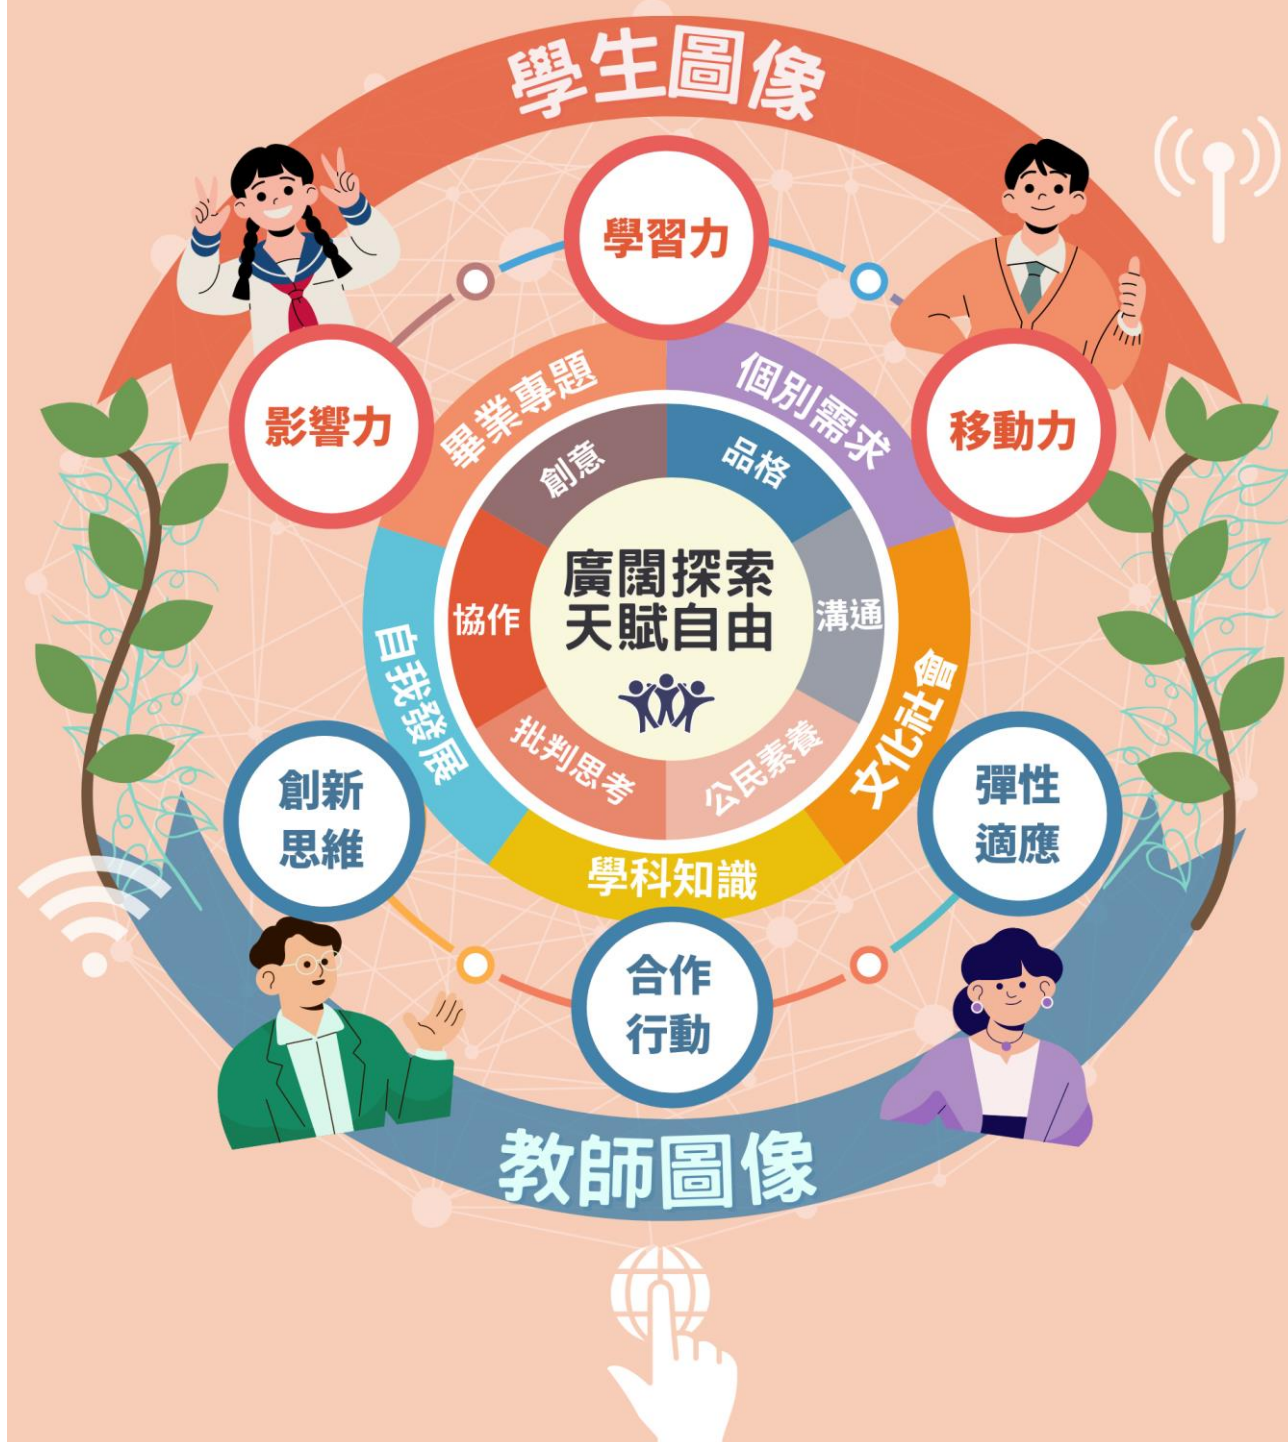 學生圖像
學習力
影響力
移動力
畢業專題
個別需求
創意
品格
廣闊探索
天賦自由
協作
溝通
自我發展
文化社會
批判思考
公民素養
學科知識
創新
思維
彈性
適應
合作
行動
教師圖像